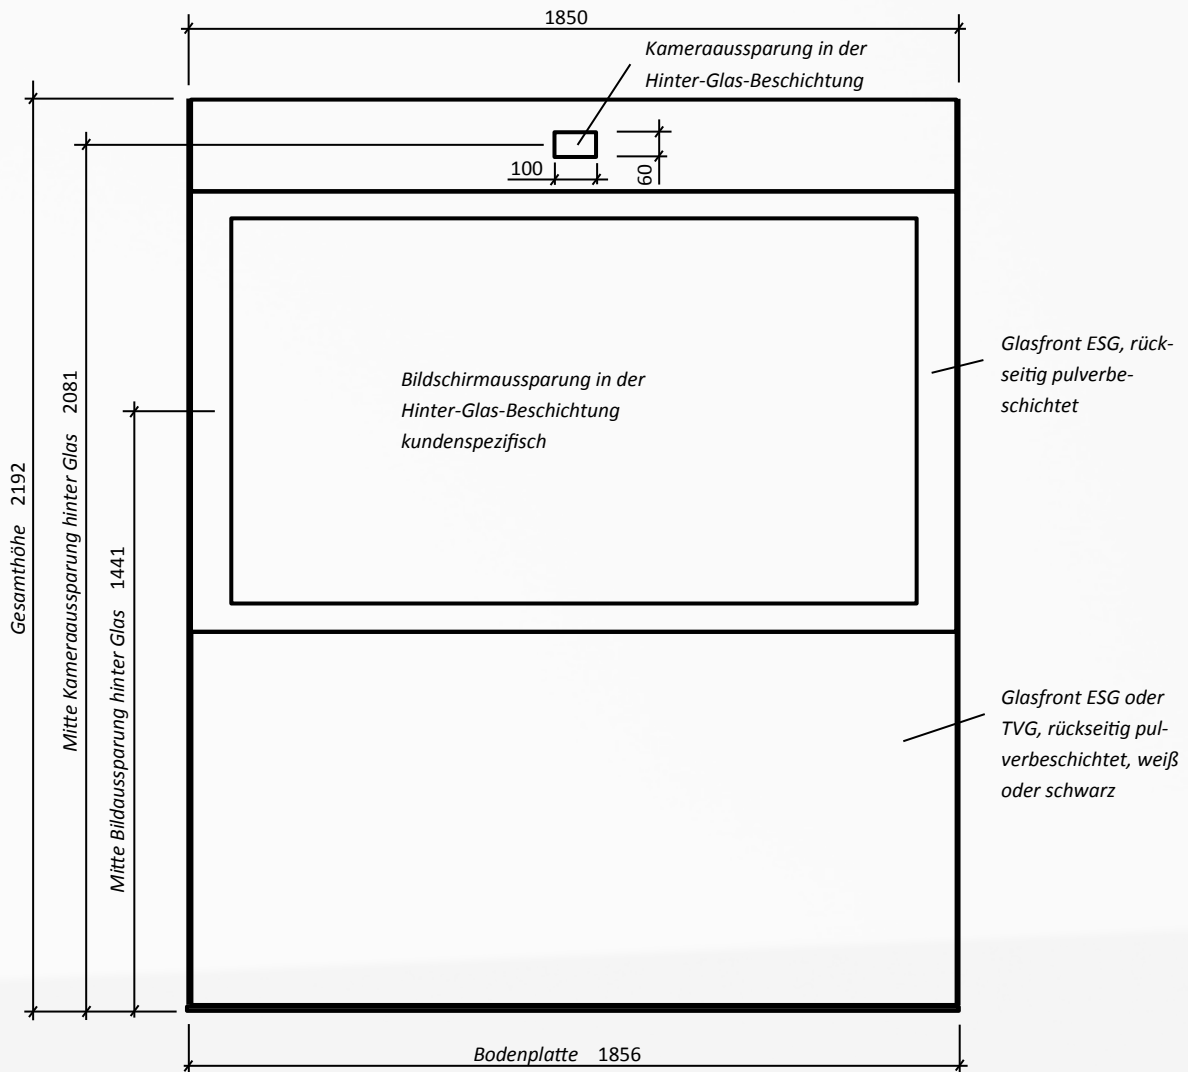 1850
Kameraaussparung in der
Hinter-Glas-Beschichtung
100
60
Bildschirmaussparung in der
Hinter-Glas-Beschichtung
kundenspezifisch
Glasfront ESG, rück-
seitig pulverbe-
schichtet
Gesamthöhe 2192
Mitte Kameraaussparung hinter Glas 2081
Mitte Bildaussparung hinter Glas 1441
Glasfront ESG oder
TVG, rückseitig pul-
verbeschichtet, weiß
oder schwarz
Bodenplatte 1856